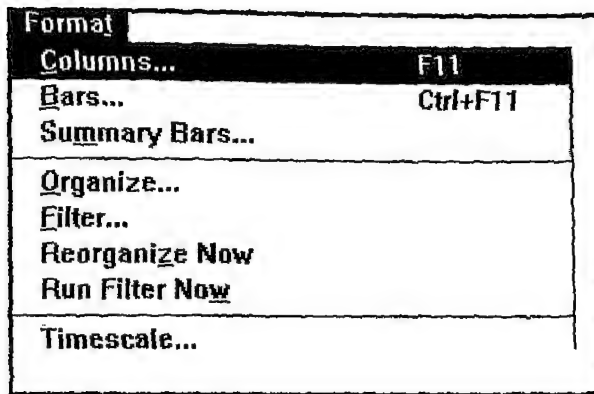 Format
Columns... F11
Bars... Ctrl+F11
Summary Bars...
Organize...
Filter...
Reorganize Now
Run Filter Now
Timescale...